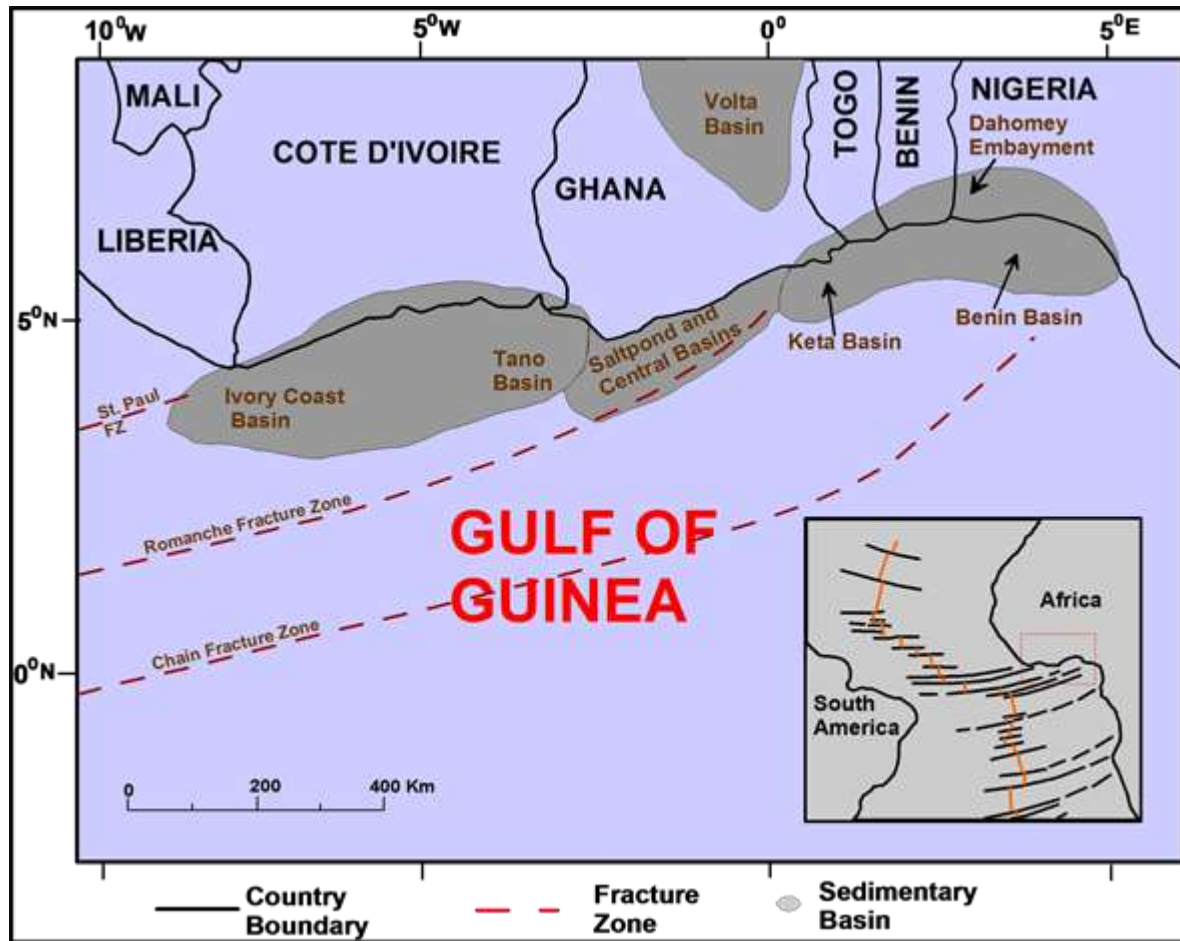 10⁰W
5⁰W
0⁰
5⁰E
MALI
COTE D'IVOIRE
LIBERIA
GHANA
Volta
Basin
TOGO
BENIN
NIGERIA
Dahomey
Embayment
5⁰N
0⁰N
St. Paul
FZ
Ivory Coast
Basin
Tano
Basin
Saltpond and
Central Basins
Keta Basin
Benin Basin
Romanche Fracture Zone
Chain Fracture Zone
GULF OF
GUINEA
Africa
South
America
0
200
400 Km
Country
Boundary
Fracture
Zone
Sedimentary
Basin